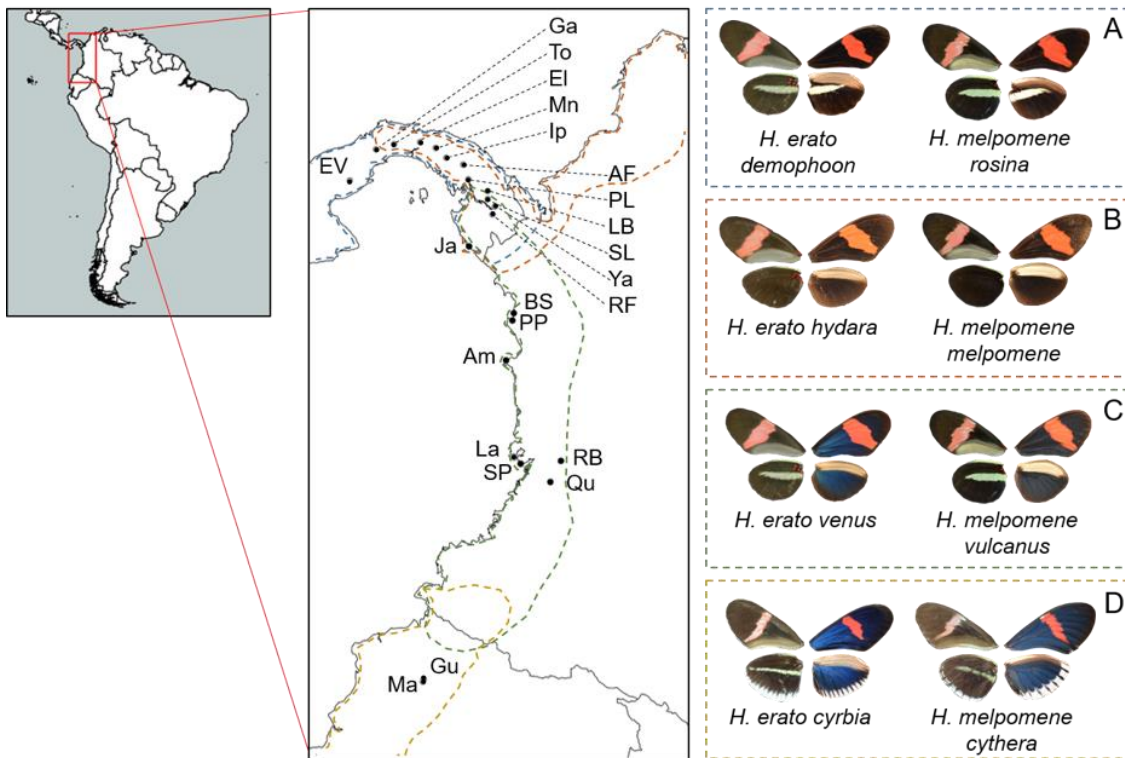 Ga
To
El
Mn
Ip
EV
AF
PL
LB
SL
Ja
Ya
RF
BS
PP
Am
La
SP
RB
Qu
Gu
Ma
A
H. erato
demophoon
H. melpomene
rosina
B
H. erato hydara
H. melpomene
melpomene
C
H. erato venus
H. melpomene
vulcanus
D
H. erato cyrbia
H. melpomene
cythera